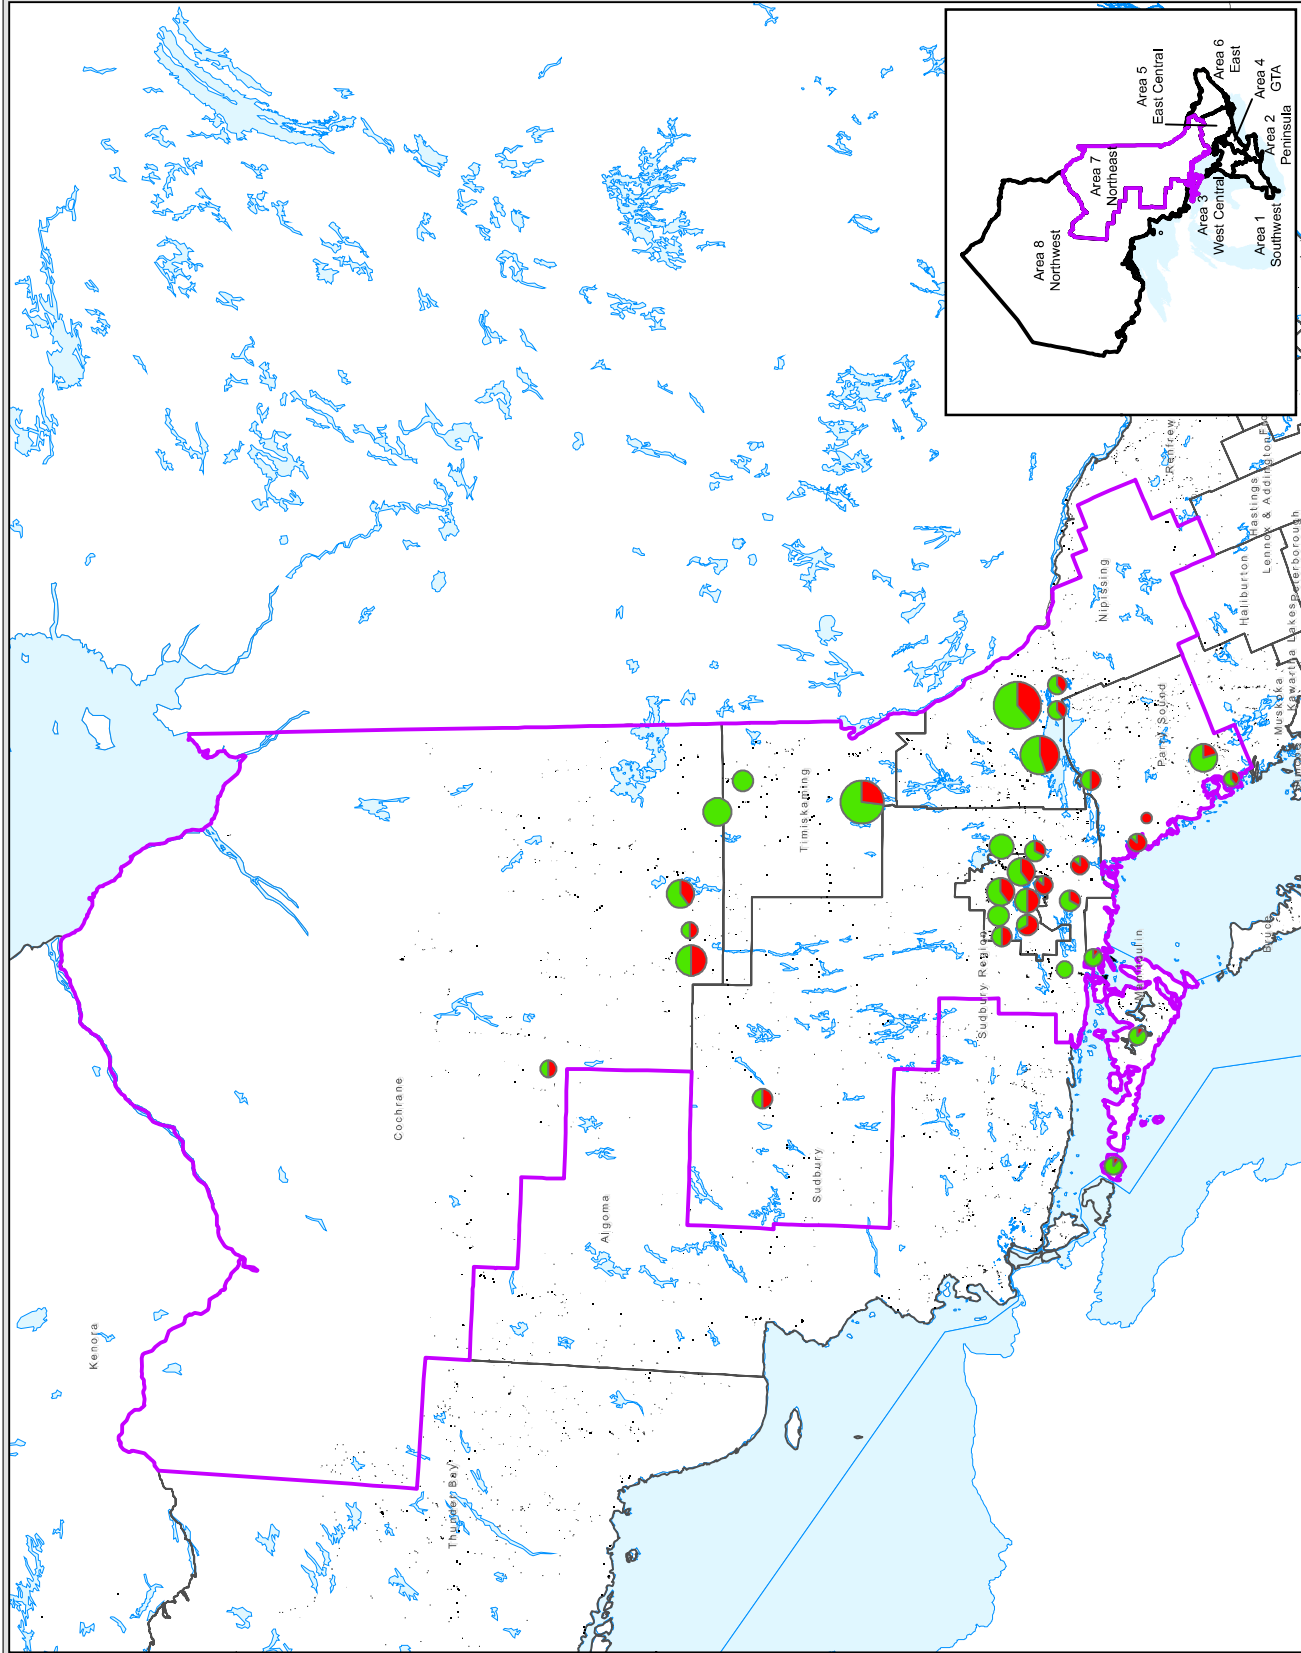 Kenora
Cochrane
Thunder Bay
Algoma
Timiskaming
Sudbury
Sudbury Region
Nipissing
Parry Sound
Manitoulin
Renfrew
Haliburton
Hastings
Lennox & Addington
Muskoka
Kawartha Lakes
Peterborough
Bruce
Area 8
Northwest
Area 7
Northeast
Area 5
East Central
Area 6
East
Area 4
GTA
Area 2
Peninsula
Area 3
West Central
Area 1
Southwest